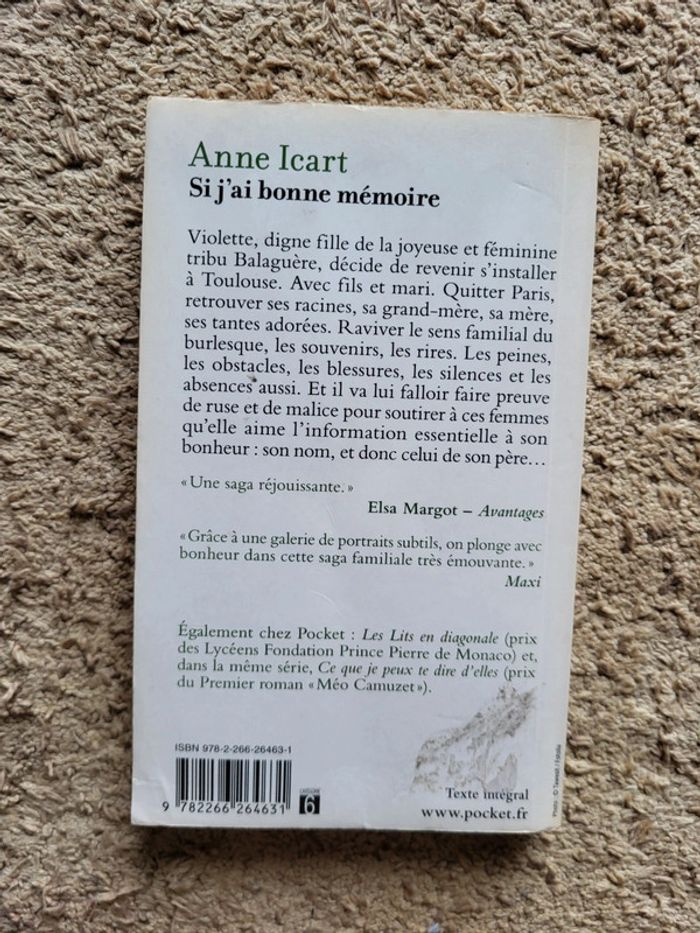 Anne Icart
Si j'ai bonne mémoire
Violette, digne fille de la joyeuse et féminine
tribu Balaguère, décide de revenir s'installer
à Toulouse. Avec fils et mari. Quitter Paris,
retrouver ses racines, sa grand-mère, sa mère,
ses tantes adorées. Raviver le sens familial du
burlesque, les souvenirs, les rires. Les peines,
les obstacles, les blessures, les silences et les
absences aussi. Et il va lui falloir faire preuve
de ruse et de malice pour soutirer à ces femmes
qu'elle aime l'information essentielle à son
bonheur : son nom, et donc celui de son père…
« Une saga réjouissante. »
Elsa Margot – Avantages
« Grâce à une galerie de portraits subtils, on plonge avec
bonheur dans cette saga familiale très émouvante. »
Maxi
Également chez Pocket : Les Lits en diagonale (prix
des Lycéens Fondation Prince Pierre de Monaco) et,
dans la même série, Ce que je peux te dire d'elles (prix
du Premier roman « Méo Camuzet »).
ISBN 978-2-266-26463-1
9 782266 264631
6
Texte intégral
www.pocket.fr